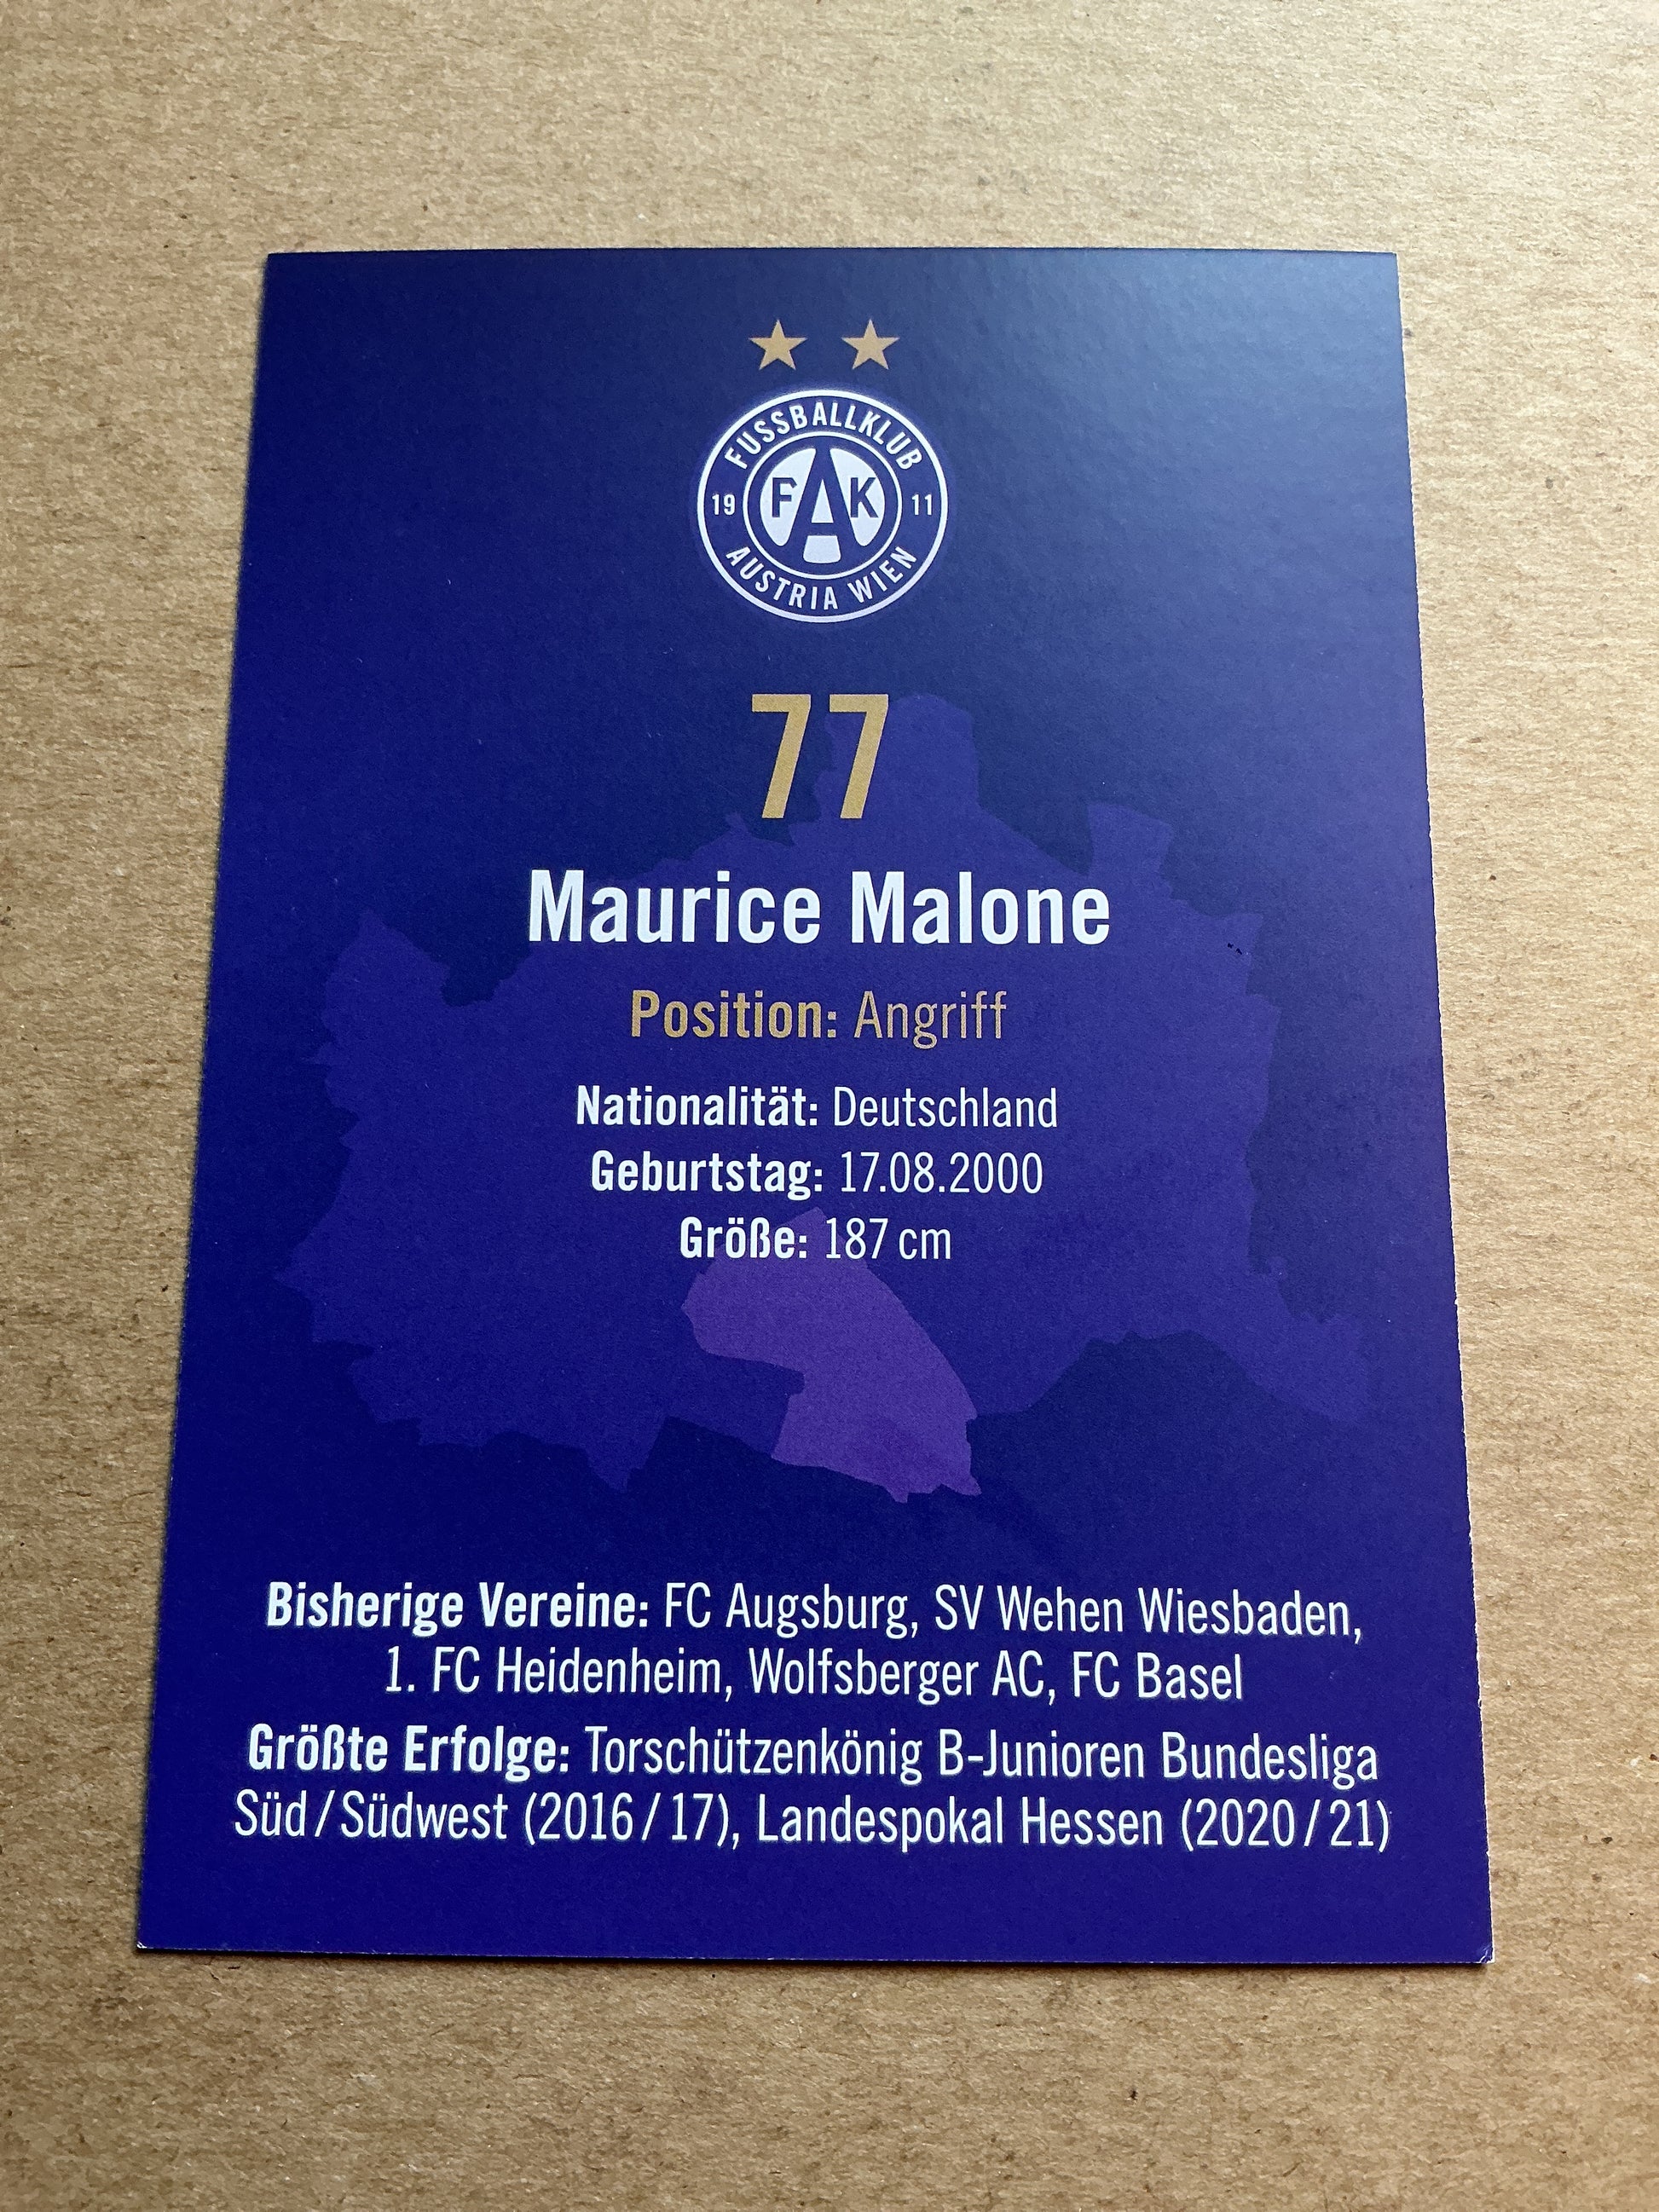 FUSSBALLKLUB
19 FAK 11
AUSTRIA WIEN
77
Maurice Malone
Position: Angriff
Nationalität: Deutschland
Geburtstag: 17.08.2000
Größe: 187 cm
Bisherige Vereine: FC Augsburg, SV Wehen Wiesbaden,
1. FC Heidenheim, Wolfsberger AC, FC Basel
Größte Erfolge: Torschützenkönig B-Junioren Bundesliga
Süd/Südwest (2016/17), Landespokal Hessen (2020/21)